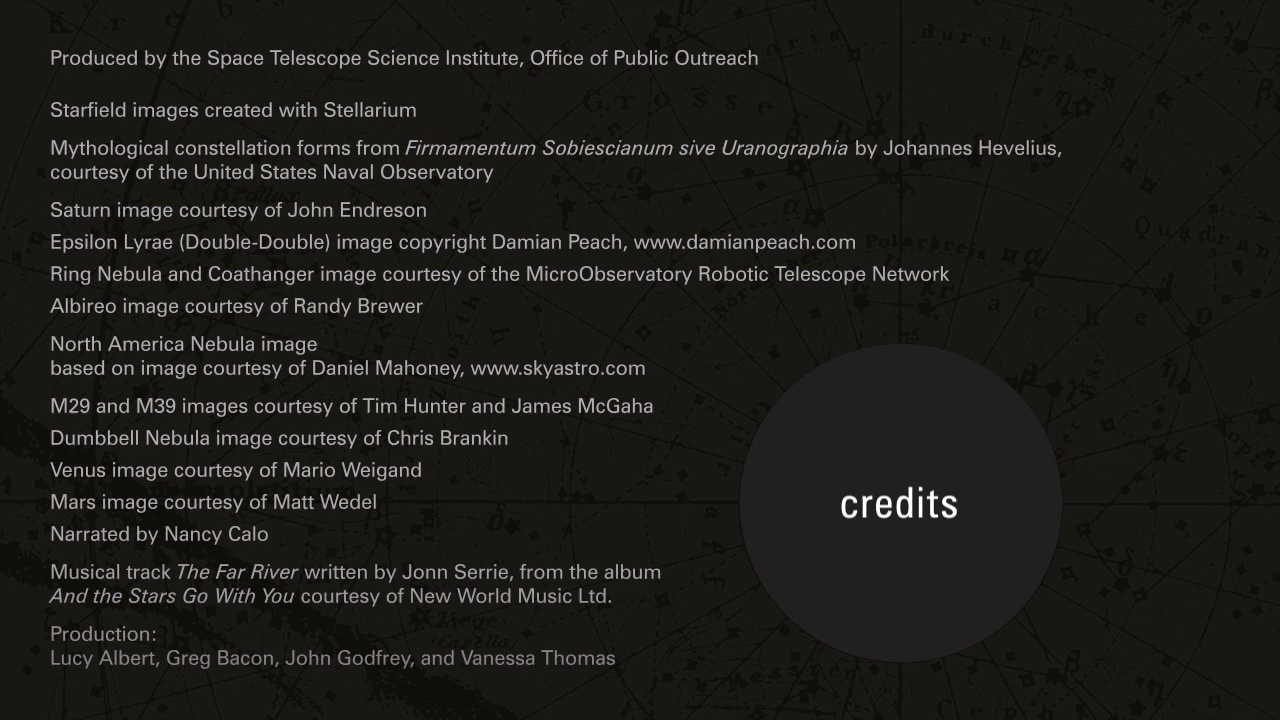 Produced by the Space Telescope Science Institute, Office of Public Outreach
Starfield images created with Stellarium
Mythological constellation forms from Firmamentum Sobiescianum sive Uranographia by Johannes Hevelius,
courtesy of the United States Naval Observatory
Saturn image courtesy of John Endreson
Epsilon Lyrae (Double-Double) image copyright Damian Peach, www.damianpeach.com
Ring Nebula and Coathanger image courtesy of the MicroObservatory Robotic Telescope Network
Albireo image courtesy of Randy Brewer
North America Nebula image
based on image courtesy of Daniel Mahoney, www.skyastro.com
M29 and M39 images courtesy of Tim Hunter and James McGaha
Dumbbell Nebula image courtesy of Chris Brankin
Venus image courtesy of Mario Weigand
Mars image courtesy of Matt Wedel
Narrated by Nancy Calo
Musical track The Far River written by Jonn Serrie, from the album
And the Stars Go With You courtesy of New World Music Ltd.
Production:
Lucy Albert, Greg Bacon, John Godfrey, and Vanessa Thomas
credits
Grosse
durchgehen
Polarkreis
Ziege
(Capella)